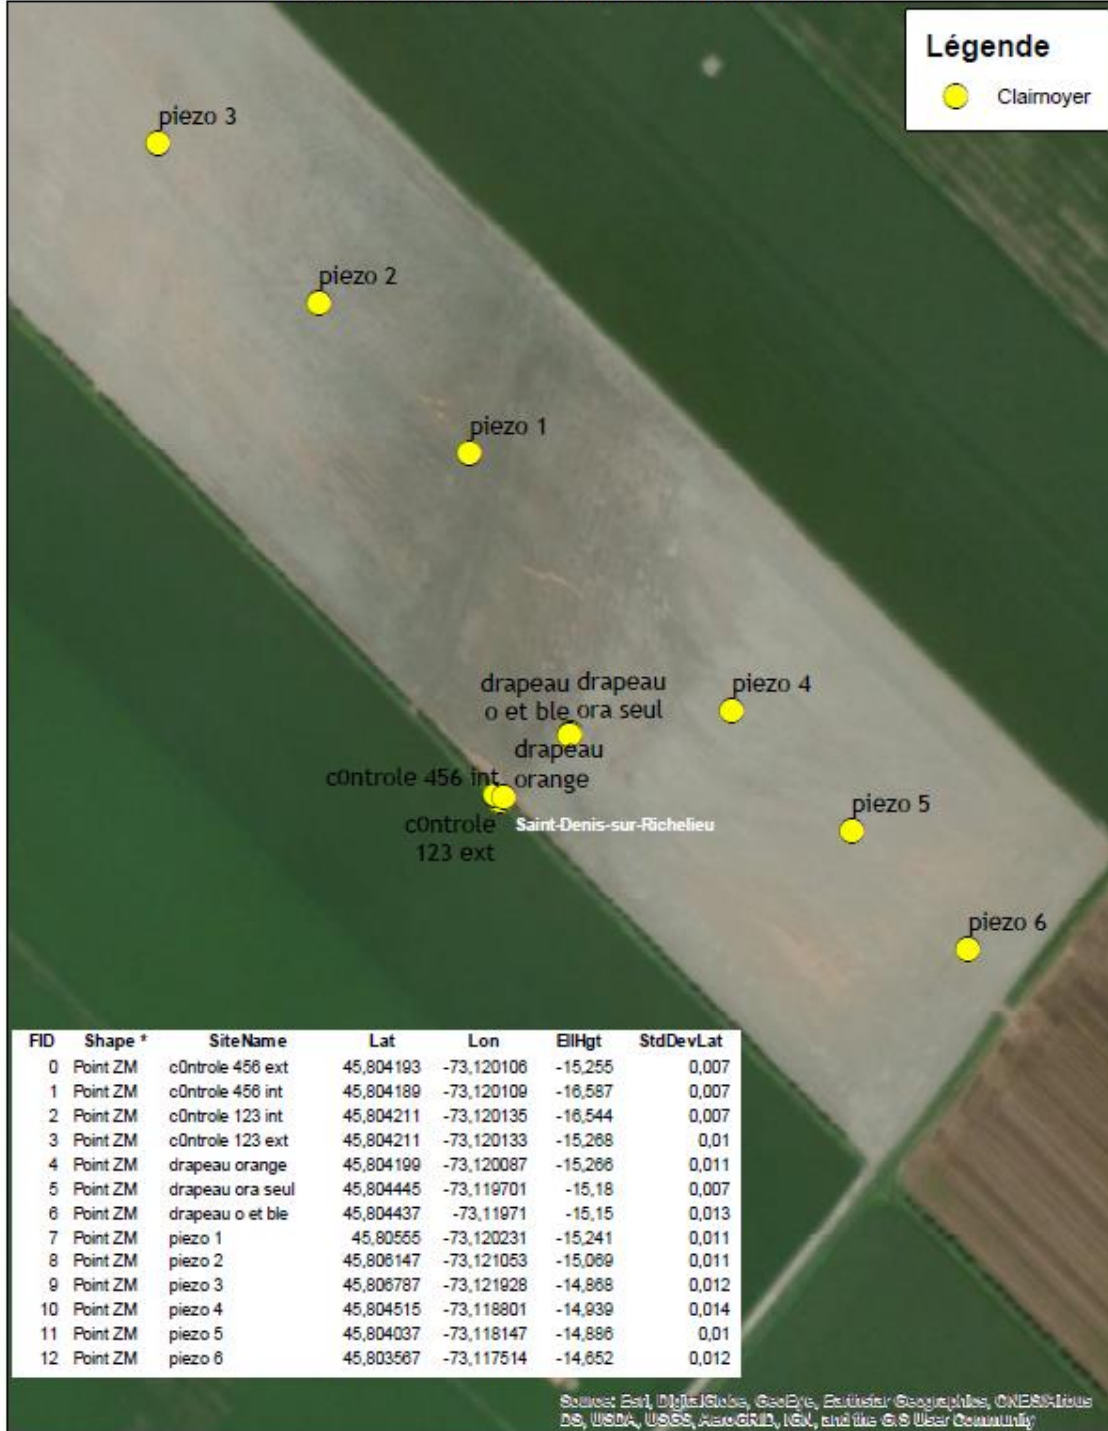 Légende
Clairnoyer
piezo 3
piezo 2
piezo 1
drapeau drapeau
o et ble ora seul
piezo 4
drapeau
c0ntrole 456 int orange
piezo 5
c0ntrole Saint-Denis-sur-Richelieu
123 ext
piezo 6
FID Shape * SiteName Lat Lon EllHgt StdDevLat
0 Point ZM c0ntrole 456 ext 45,804193 -73,120106 -15,255 0,007
1 Point ZM c0ntrole 456 int 45,804189 -73,120109 -16,587 0,007
2 Point ZM c0ntrole 123 int 45,804211 -73,120135 -16,544 0,007
3 Point ZM c0ntrole 123 ext 45,804211 -73,120133 -15,268 0,01
4 Point ZM drapeau orange 45,804199 -73,120087 -15,266 0,011
5 Point ZM drapeau ora seul 45,804445 -73,119701 -15,18 0,007
6 Point ZM drapeau o et ble 45,804437 -73,11971 -15,15 0,013
7 Point ZM piezo 1 45,80555 -73,120231 -15,241 0,011
8 Point ZM piezo 2 45,806147 -73,121053 -15,069 0,011
9 Point ZM piezo 3 45,806787 -73,121928 -14,868 0,012
10 Point ZM piezo 4 45,804515 -73,118801 -14,939 0,014
11 Point ZM piezo 5 45,804037 -73,118147 -14,886 0,01
12 Point ZM piezo 6 45,803567 -73,117514 -14,652 0,012
Source: Esri, DigitalGlobe, GeoEye, Earthstar Geographics, CNES/Airbus
DS, USDA, USGS, AeroGRID, IGN, and the GIS User Community